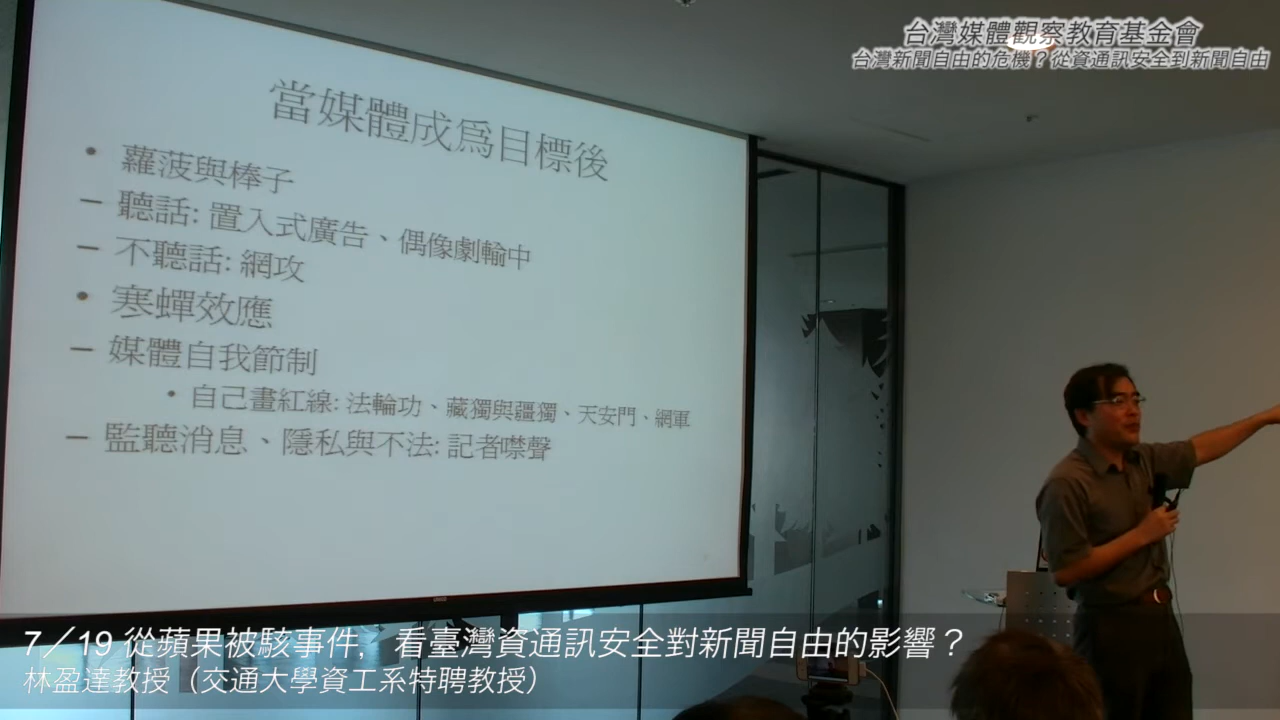 台灣媒體觀察教育基金會
台灣新聞自由的危機？從資通訊安全到新聞自由
當媒體成為目標後
• 蘿菠與棒子
– 聽話: 置入式廣告、偶像劇輸中
– 不聽話: 網攻
• 寒蟬效應
– 媒體自我節制
• 自己畫紅線: 法輪功、藏獨與疆獨、天安門、網軍
– 監聽消息、隱私與不法: 記者噤聲
7／19 從蘋果被駭事件，看臺灣資通訊安全對新聞自由的影響？
林盈達教授（交通大學資工系特聘教授）